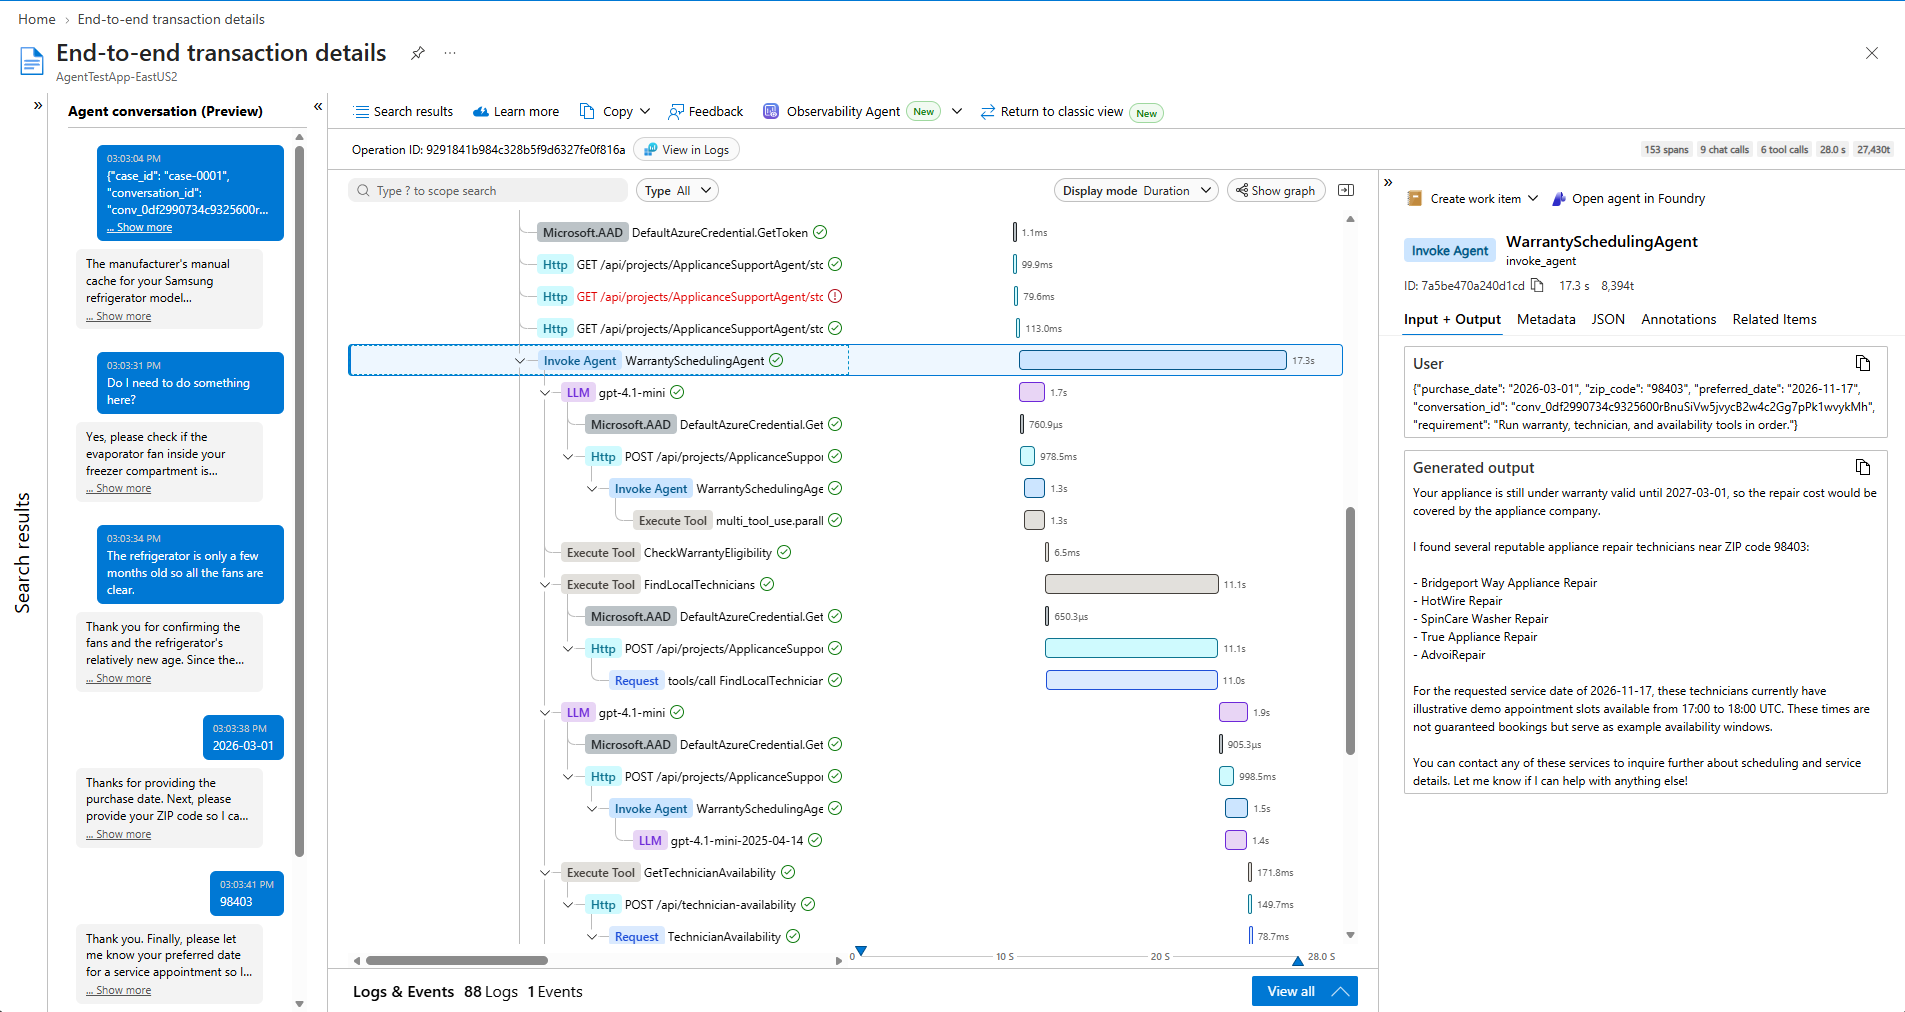 Home › End-to-end transaction details
End-to-end transaction details
AgentTestApp-EastUS2
Search results
Agent conversation (Preview)
03:03:04 PM
{"case_id": "case-0001",
"conversation_id":
"conv_0df2990734c9325600r...
... Show more
The manufacturer's manual
cache for your Samsung
refrigerator model...
... Show more
03:03:31 PM
Do I need to do something
here?
Yes, please check if the
evaporator fan inside your
freezer compartment is...
... Show more
03:03:34 PM
The refrigerator is only a few
months old so all the fans are
clear.
Thank you for confirming the
fans and the refrigerator's
relatively new age. Since the...
... Show more
03:03:38 PM
2026-03-01
Thanks for providing the
purchase date. Next, please
provide your ZIP code so I ca...
... Show more
03:03:41 PM
98403
Thank you. Finally, please let
me know your preferred date
for a service appointment so I...
... Show more
Search results Learn more Copy Feedback Observability Agent New Return to classic view New
Operation ID: 9291841b984c328b5f9d6327fe0f816a View in Logs
153 spans 9 chat calls 6 tool calls 28.0 s 27,430t
Type ? to scope search Type All Display mode Duration Show graph
Microsoft.AAD DefaultAzureCredential.GetToken 1.1ms
Http GET /api/projects/ApplicanceSupportAgent/stc 99.9ms
Http GET /api/projects/ApplicanceSupportAgent/stc 79.6ms
Http GET /api/projects/ApplicanceSupportAgent/stc 113.0ms
Invoke Agent WarrantySchedulingAgent 17.3s
LLM gpt-4.1-mini 1.7s
Microsoft.AAD DefaultAzureCredential.Get 760.9µs
Http POST /api/projects/ApplicanceSuppor 978.5ms
Invoke Agent WarrantySchedulingAge 1.3s
Execute Tool multi_tool_use.parall 1.3s
Execute Tool CheckWarrantyEligibility 6.5ms
Execute Tool FindLocalTechnicians 11.1s
Microsoft.AAD DefaultAzureCredential.Get 650.3µs
Http POST /api/projects/ApplicanceSuppor 11.1s
Request tools/call FindLocalTechniciar 11.0s
LLM gpt-4.1-mini 1.9s
Microsoft.AAD DefaultAzureCredential.Get 905.3µs
Http POST /api/projects/ApplicanceSuppor 998.5ms
Invoke Agent WarrantySchedulingAge 1.5s
LLM gpt-4.1-mini-2025-04-14 1.4s
Execute Tool GetTechnicianAvailability 171.8ms
Http POST /api/technician-availability 149.7ms
Request TechnicianAvailability 78.7ms
0 10 S 20 S 28.0 S
Logs & Events 88 Logs 1 Events View all
Create work item Open agent in Foundry
Invoke Agent WarrantySchedulingAgent
invoke_agent
ID: 7a5be470a240d1cd 17.3 s 8,394t
Input + Output Metadata JSON Annotations Related Items
User
{"purchase_date": "2026-03-01", "zip_code": "98403", "preferred_date": "2026-11-17",
"conversation_id": "conv_0df2990734c9325600rBnuSiVw5jvycB2w4c2Gg7pPk1wvykMh",
"requirement": "Run warranty, technician, and availability tools in order."}
Generated output
Your appliance is still under warranty valid until 2027-03-01, so the repair cost would be
covered by the appliance company.
I found several reputable appliance repair technicians near ZIP code 98403:
- Bridgeport Way Appliance Repair
- HotWire Repair
- SpinCare Washer Repair
- True Appliance Repair
- AdvoiRepair
For the requested service date of 2026-11-17, these technicians currently have
illustrative demo appointment slots available from 17:00 to 18:00 UTC. These times are
not guaranteed bookings but serve as example availability windows.
You can contact any of these services to inquire further about scheduling and service
details. Let me know if I can help with anything else!